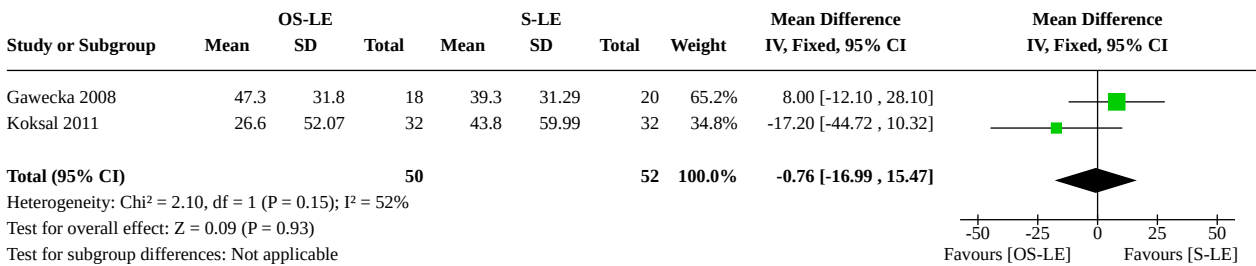 OS-LE S-LE Mean Difference Mean Difference
Study or Subgroup Mean SD Total Mean SD Total Weight IV, Fixed, 95% CI IV, Fixed, 95% CI
Gawecka 2008 47.3 31.8 18 39.3 31.29 20 65.2% 8.00 [-12.10 , 28.10]
Koksal 2011 26.6 52.07 32 43.8 59.99 32 34.8% -17.20 [-44.72 , 10.32]
Total (95% CI) 50 52 100.0% -0.76 [-16.99 , 15.47]
Heterogeneity: Chi² = 2.10, df = 1 (P = 0.15); I² = 52%
Test for overall effect: Z = 0.09 (P = 0.93) -50 -25 0 25 50
Test for subgroup differences: Not applicable Favours [OS-LE] Favours [S-LE]